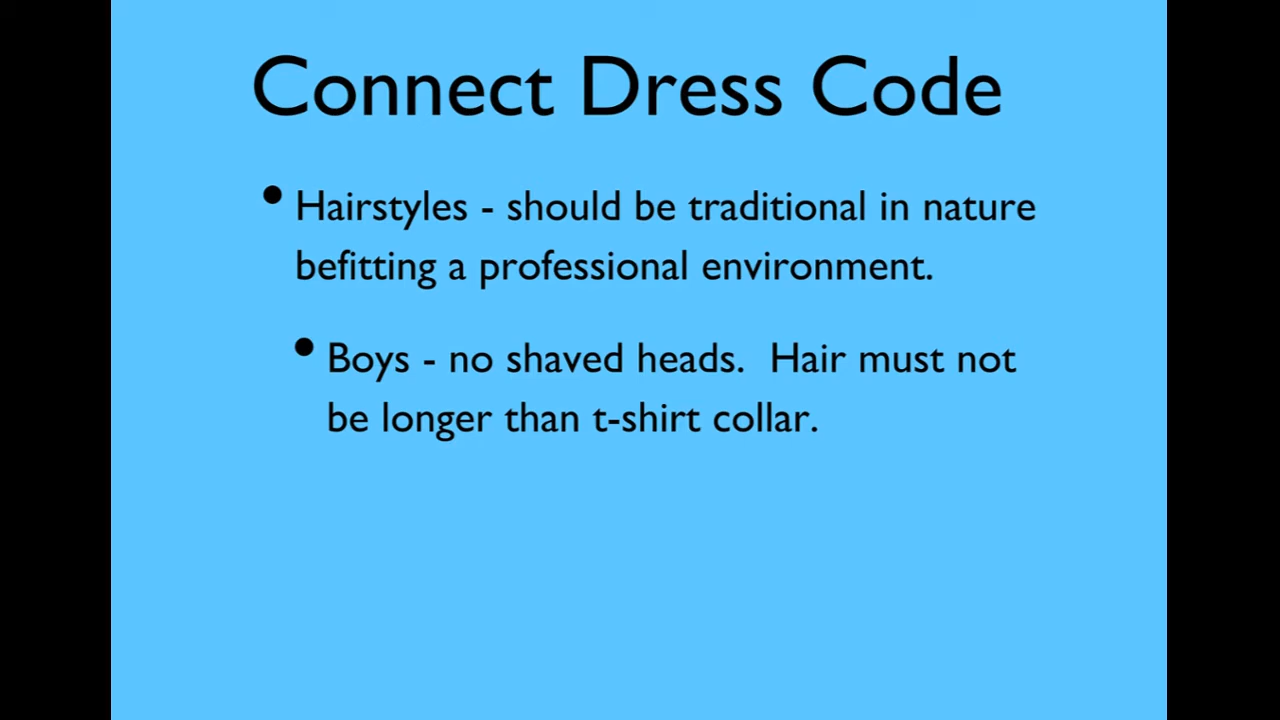 Connect Dress Code
• Hairstyles - should be traditional in nature
befitting a professional environment.
• Boys - no shaved heads.  Hair must not
be longer than t-shirt collar.